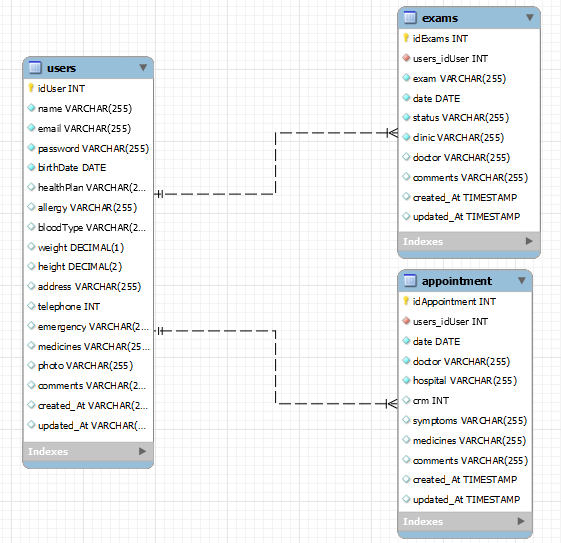 users
idUser INT
name VARCHAR(255)
email VARCHAR(255)
password VARCHAR(255)
birthDate DATE
healthPlan VARCHAR(2...
allergy VARCHAR(255)
bloodType VARCHAR(2...
weight DECIMAL(1)
height DECIMAL(2)
address VARCHAR(255)
telephone INT
emergency VARCHAR(2...
medicines VARCHAR(25...
photo VARCHAR(255)
comments VARCHAR(2...
created_At VARCHAR(2...
updated_At VARCHAR(...
Indexes
exams
idExams INT
users_idUser INT
exam VARCHAR(255)
date DATE
status VARCHAR(255)
clinic VARCHAR(255)
doctor VARCHAR(255)
comments VARCHAR(255)
created_At TIMESTAMP
updated_At TIMESTAMP
Indexes
appointment
idAppointment INT
users_idUser INT
date DATE
doctor VARCHAR(255)
hospital VARCHAR(255)
crm INT
symptoms VARCHAR(255)
medicines VARCHAR(255)
comments VARCHAR(255)
created_At TIMESTAMP
updated_At TIMESTAMP
Indexes